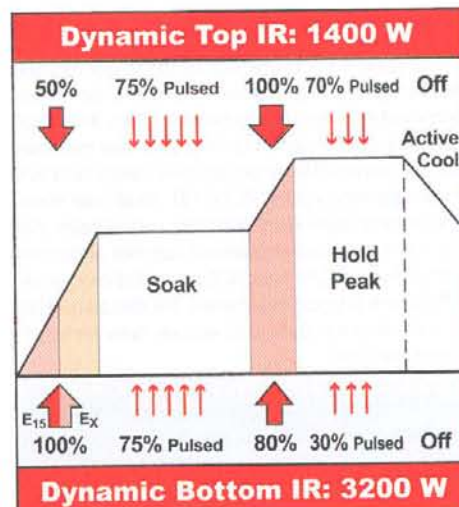 Dynamic Top IR: 1400 W
50% 75% Pulsed 100% 70% Pulsed Off
Active
Cool
Soak
Hold
Peak
E15 EX
100% 75% Pulsed 80% 30% Pulsed Off
Dynamic Bottom IR: 3200 W